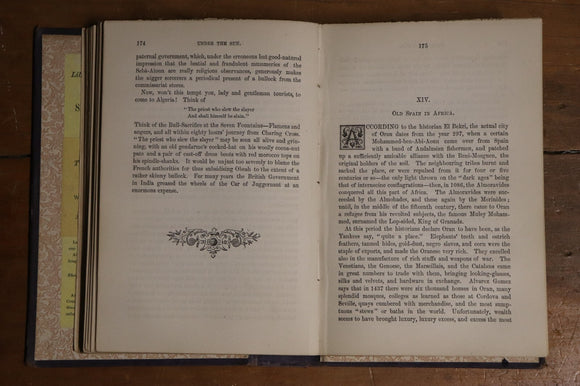 174 UNDER THE SUN.
paternal government, which, under the erroneous but good-natured
impression that the bestial and fraudulent mummeries of the
Sebâ-Aïoun are really religious observances, generously makes
the nigger sorcerers a periodical present of a bullock from the
commissariat stores.
Now, won't this tempt you, lady and gentleman tourists, to
come to Algeria! Think of
"The priest who slew the slayer
And shall himself be slain."
Think of the Bull-Sacrifice at the Seven Fountains—Flamens and
augurs, and all within eighty hours' journey from Charing Cross.
"The priest who slew the slayer" may be seen, all alive and grin-
ning, with an old gendarme's cocked-hat on his woolly cocoa-nut
pate and a pair of cast-off dress boots with red morocco tops on
his spindle-shanks. It would be unjust too severely to blame the
French authorities for thus subsidising Obeah to the extent of a
rather skinny bullock. For many years the British Government
in India greased the wheels of the Car of Juggernaut at an
enormous expense.
175
XIV.
OLD SPAIN IN AFRICA.
ACCORDING to the historian El Bekri, the actual city
of Oran dates from the year 297, when a certain
Mohammed-ben-Abi-Aoun came over from Spain
with a band of Andalusian fishermen, and patched
up a sufficiently amiable alliance with the Beni-Mosguen, the
original holders of the soil. The neighbouring tribes burnt and
sacked the place, or were repaired from it for four or five
centuries or so—the only light thrown on the "dark ages" being
that of internecine conflagrations—then, in 1086, the Almoravides
conquered all this part of Africa. The Almoravides were suc-
ceeded by the Almohades, and these again by the Morinides;
until, in the middle of the fifteenth century, there came to Oran
a refugee from his revolted subjects, the famous Muley Moham-
med, surnamed the Lop-sided, King of Granada.
At this period the historians declare Oran to have been, as the
Yankees say, "quite a place." Elephants' teeth and ostrich
feathers, tanned hides, gold-dust, negro slaves, and corn were the
staple of exports, and made the Oranese very rich. They excelled
also in the manufacture of rich stuffs and weapons of war. The
Venetians, the Genoese, the Marseillais, and the Catalans came
in great numbers to trade with them, bringing looking-glasses,
silks and velvets, and hardware in exchange. Alvarez Gomez
says that in 1437 there were six thousand houses in Oran, many
splendid mosques, colleges as learned as those at Cordova and
Seville, quays cumbered with merchandise, and the most sump-
tuous "stews" or baths in the world. Unfortunately, wealth
seems to have brought luxury, luxury excess, and excess the most